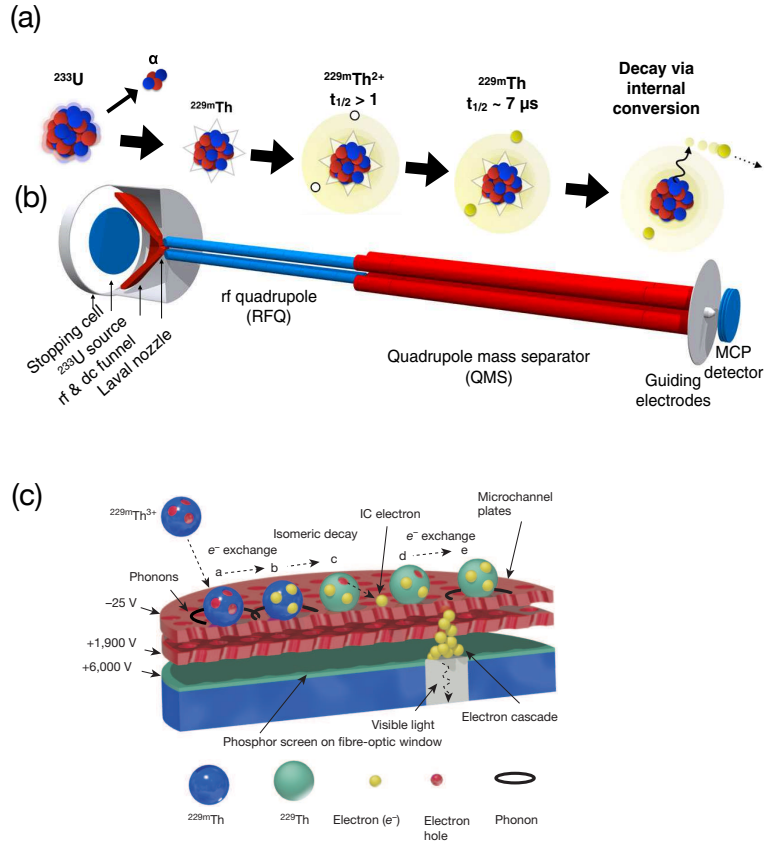 (a)
²³³U
α
²²⁹ᵐTh
²²⁹ᵐTh²⁺
t₁/₂ > 1
²²⁹ᵐTh
t₁/₂ ~ 7 µs
Decay via
internal
conversion
(b)
Stopping cell
²³³U source
rf & dc funnel
Laval nozzle
rf quadrupole
(RFQ)
Quadrupole mass separator
(QMS)
Guiding
electrodes
MCP
detector
(c)
²²⁹ᵐTh³⁺
Phonons
e⁻ exchange
a
b
Isomeric decay
c
IC electron
d
e⁻ exchange
e
Microchannel
plates
–25 V
+1,900 V
+6,000 V
Visible light
Electron cascade
Phosphor screen on fibre-optic window
²²⁹ᵐTh
²²⁹Th
Electron (e⁻)
Electron
hole
Phonon